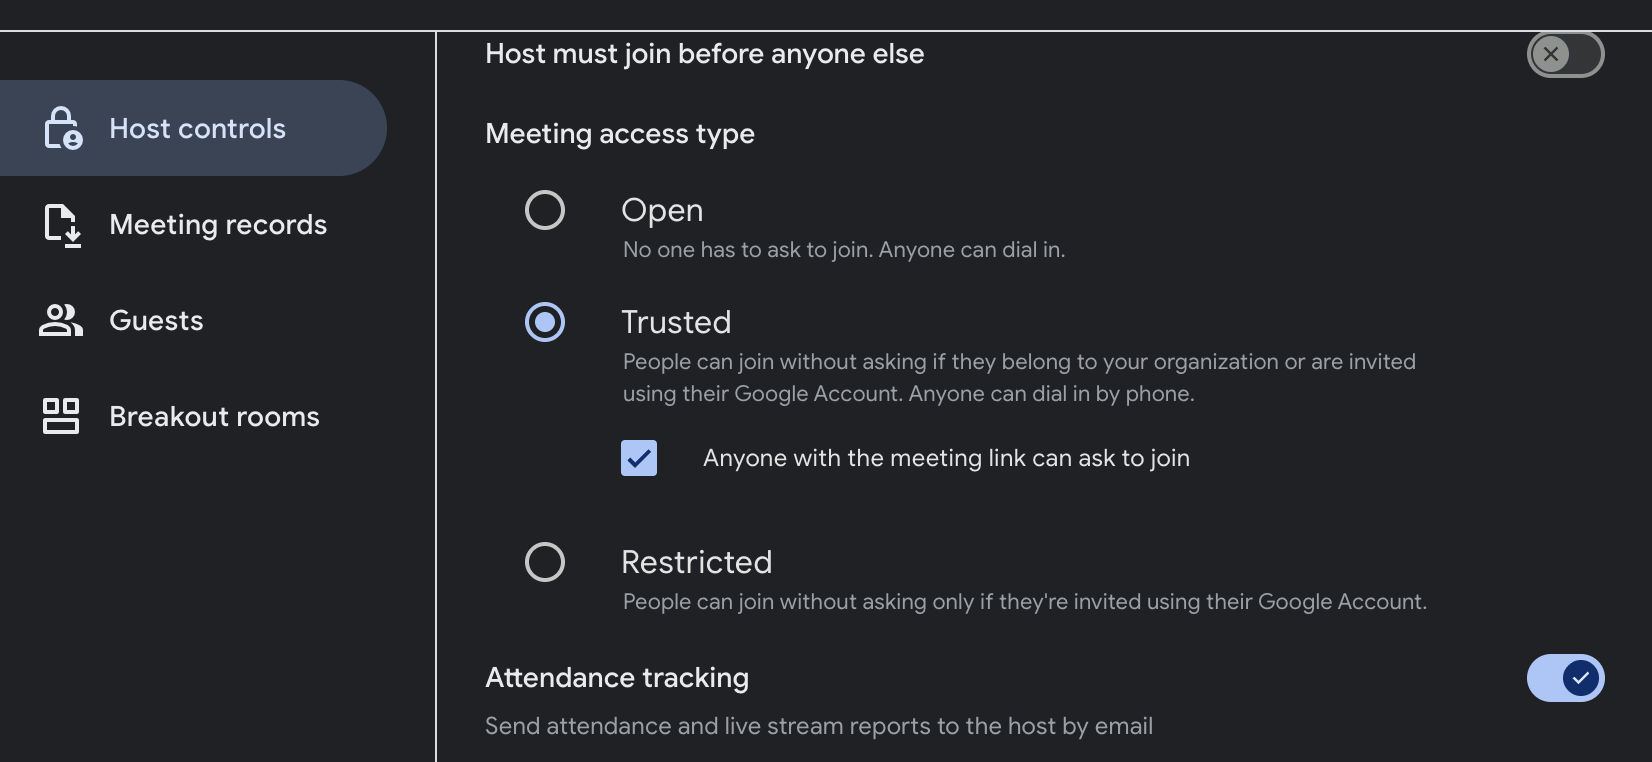 Host must join before anyone else
Host controls
Meeting records
Guests
Breakout rooms
Meeting access type
Open
No one has to ask to join. Anyone can dial in.
Trusted
People can join without asking if they belong to your organization or are invited
using their Google Account. Anyone can dial in by phone.
Anyone with the meeting link can ask to join
Restricted
People can join without asking only if they're invited using their Google Account.
Attendance tracking
Send attendance and live stream reports to the host by email